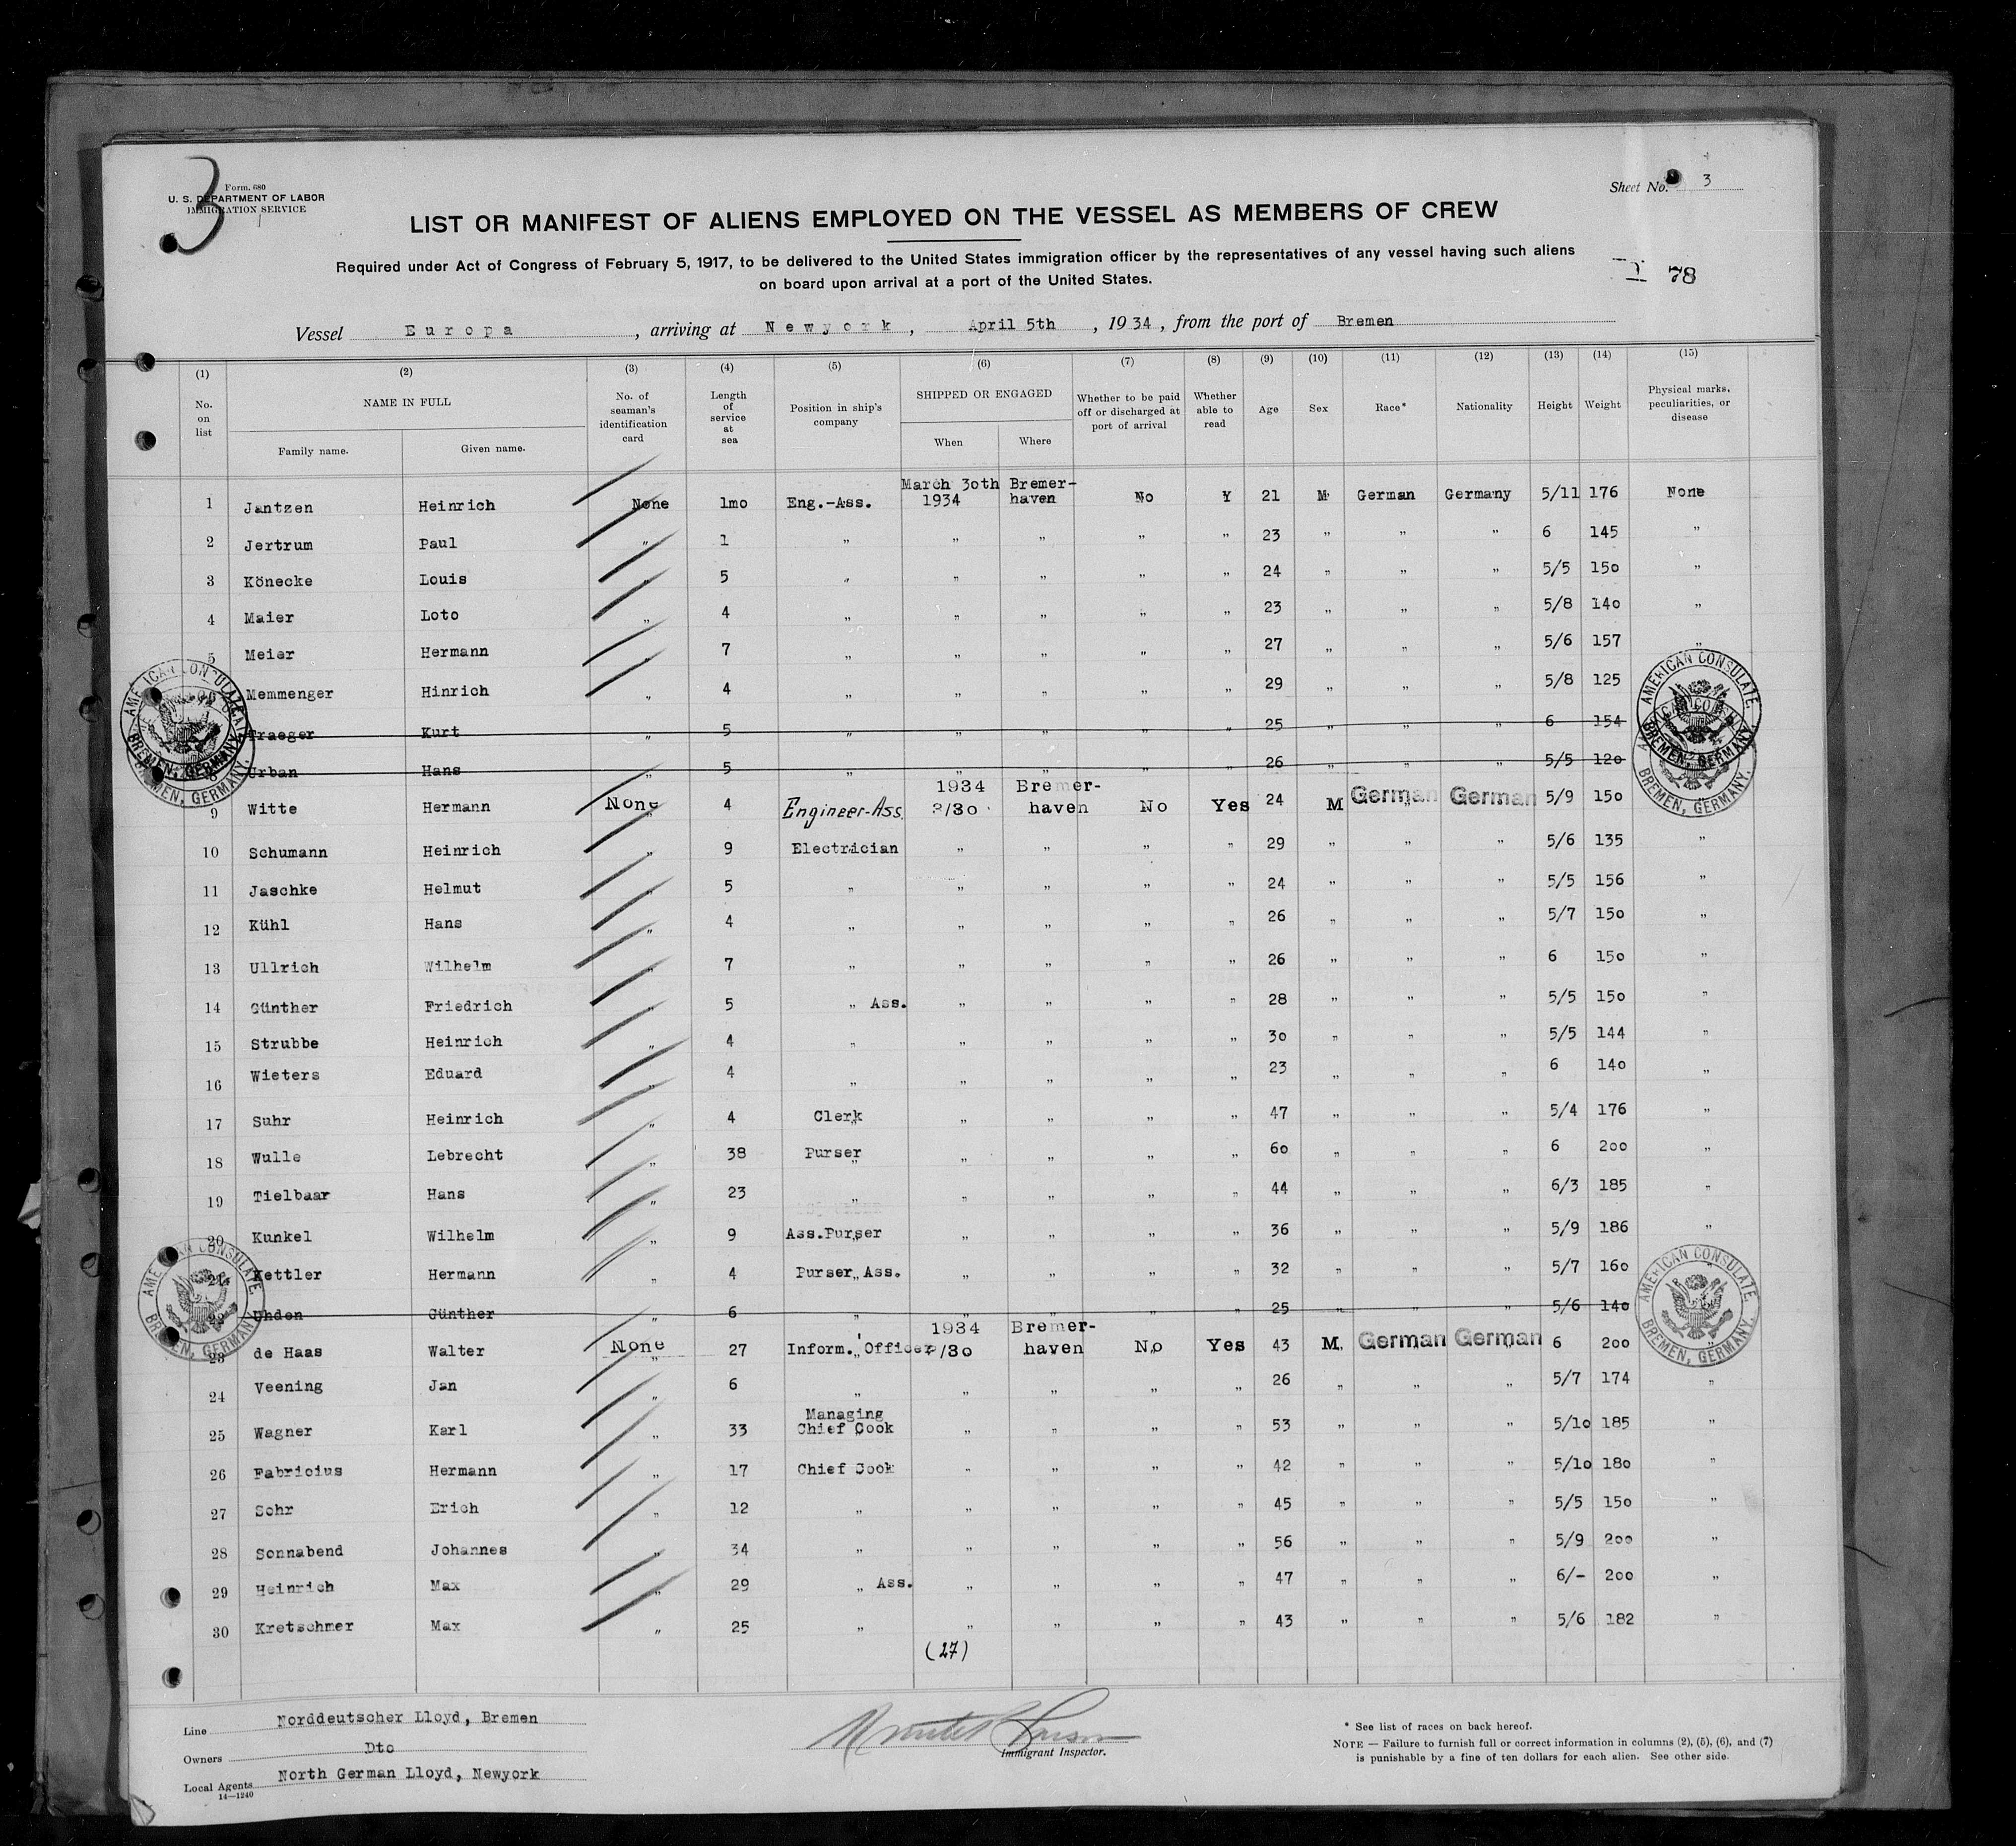 3
Form. 680
U. S. DEPARTMENT OF LABOR
IMMIGRATION SERVICE
Sheet No. 3
LIST OR MANIFEST OF ALIENS EMPLOYED ON THE VESSEL AS MEMBERS OF CREW
Required under Act of Congress of February 5, 1917, to be delivered to the United States immigration officer by the representatives of any vessel having such aliens
on board upon arrival at a port of the United States.
78
Vessel Europa , arriving at Newyork , April 5th , 1934 , from the port of Bremen
(1) (2) (3) (4) (5) (6) (7) (8) (9) (10) (11) (12) (13) (14) (15)
No. on list NAME IN FULL Family name. Given name. No. of seaman's identification card Length of service at sea Position in ship's company SHIPPED OR ENGAGED When Where Whether to be paid off or discharged at port of arrival Whether able to read Age Sex Race* Nationality Height Weight Physical marks, peculiarities, or disease
1 Jantzen Heinrich None 1mo Eng.-Ass. March 30th 1934 Bremer-haven No Y 21 M German Germany 5/11 176 None
2 Jertrum Paul " 1 " " " " " 23 " " " 6 145 "
3 Könecke Louis " 5 " " " " " 24 " " " 5/5 150 "
4 Maier Loto " 4 " " " " " 23 " " " 5/8 140 "
5 Meier Hermann " 7 " " " " " 27 " " " 5/6 157 "
Memmenger Hinrich " 4 " " " " " 29 " " " 5/8 125
Traeger Kurt " 5 " " " " " 25 " " " 6 154
8 Urban Hans " 5 " " " " " 26 " " " 5/5 120
9 Witte Hermann None 4 Engineer-Ass. 1934 3/30 Bremer-haven No Yes 24 M German German 5/9 150
10 Schumann Heinrich " 9 Electrician " " " " 29 " " " 5/6 135 "
11 Jaschke Helmut " 5 " " " " " 24 " " " 5/5 156 "
12 Kühl Hans " 4 " " " " " 26 " " " 5/7 150 "
13 Ullrich Wilhelm " 7 " " " " " 26 " " " 6 150 "
14 Günther Friedrich " 5 " Ass. " " " " 28 " " " 5/5 150 "
15 Strubbe Heinrich " 4 " " " " " 30 " " " 5/5 144 "
16 Wieters Eduard " 4 " " " " " 23 " " " 6 140 "
17 Suhr Heinrich " 4 Clerk " " " " 47 " " " 5/4 176 "
18 Wulle Lebrecht " 38 Purser " " " " 60 " " " 6 200 "
19 Tielbaar Hans " 23 " " " " " 44 " " " 6/3 185 "
20 Kunkel Wilhelm " 9 Ass.Purser " " " " 36 " " " 5/9 186 "
21 Kettler Hermann " 4 Purser Ass. " " " " 32 " " " 5/7 160
22 Uhden Günther " 6 " " " " " 25 " " " 5/6 140
23 de Haas Walter None 27 Inform. Officer 1934 3/30 Bremer-haven No Yes 43 M. German German 6 200
24 Veening Jan " 6 " " " " " 26 " " " 5/7 174 "
25 Wagner Karl " 33 Managing Chief Cook " " " " 53 " " " 5/10 185 "
26 Fabricius Hermann " 17 Chief Cook " " " " 42 " " " 5/10 180 "
27 Sohr Erich " 12 " " " " " 45 " " " 5/5 150 "
28 Sonnabend Johannes " 34 " " " " " 56 " " " 5/9 200 "
29 Heinrich Max " 29 " Ass. " " " " 47 " " " 6/- 200 "
30 Kretschmer Max " 25 " " " " " 43 " " " 5/6 182 "
(27)
AMERICAN CONSULATE. BREMEN, GERMANY.
AMERICAN CONSULATE. BREMEN, GERMANY.
AMERICAN CONSULATE. BREMEN, GERMANY.
AMERICAN CONSULATE. BREMEN, GERMANY.
Line Norddeutscher Lloyd, Bremen
Owners Dto
Local Agents North German Lloyd, Newyork
14—1240
Immigrant Inspector.
* See list of races on back hereof.
NOTE — Failure to furnish full or correct information in columns (2), (5), (6), and (7)
is punishable by a fine of ten dollars for each alien. See other side.